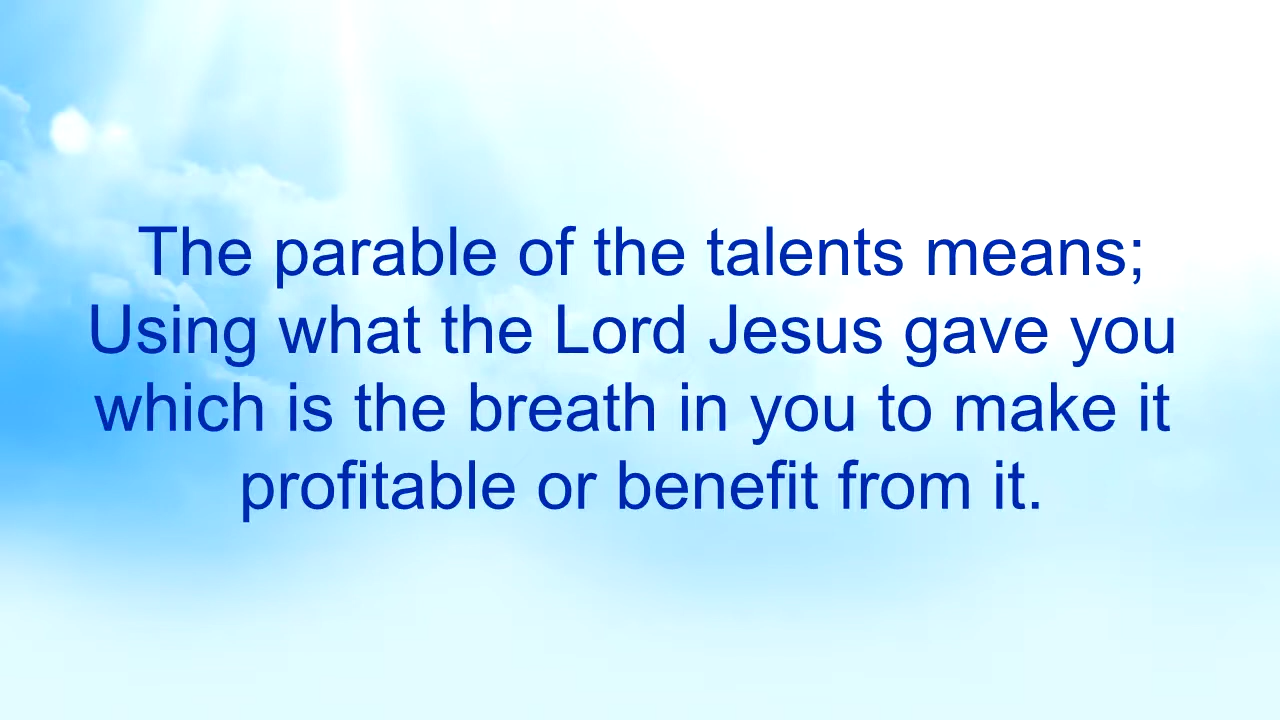 The parable of the talents means;
Using what the Lord Jesus gave you
which is the breath in you to make it
profitable or benefit from it.